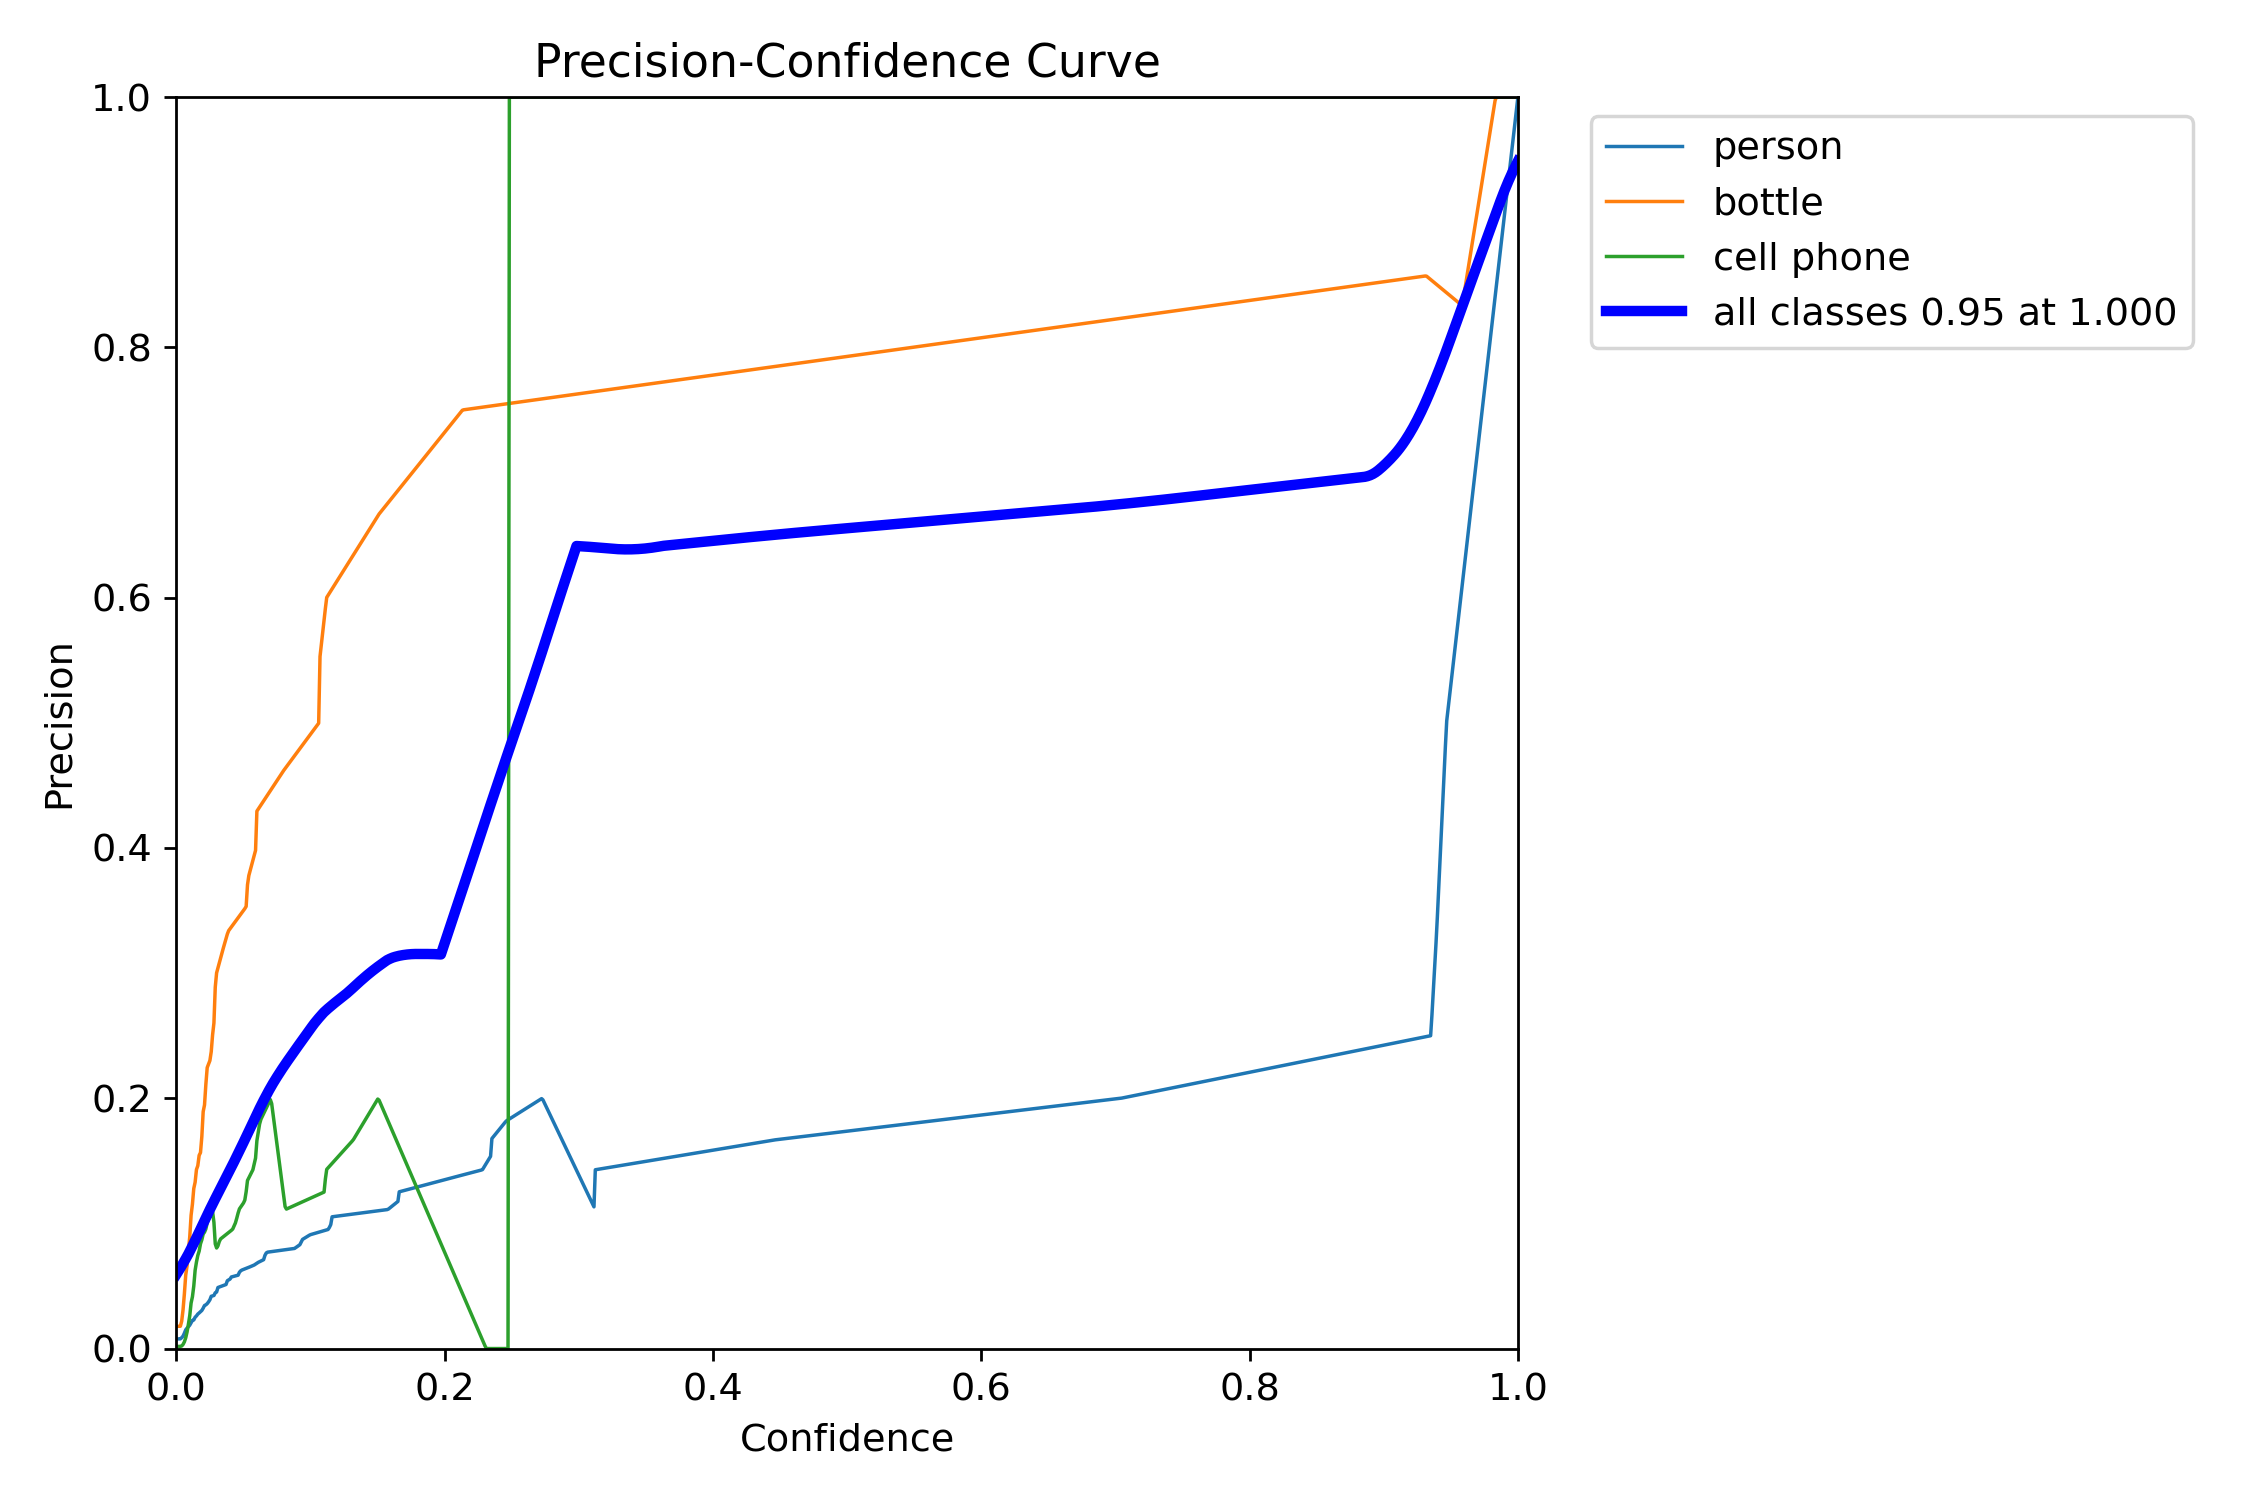 Precision-Confidence Curve
1.0
0.8
0.6
0.4
0.2
0.0
Precision
0.0 0.2 0.4 0.6 0.8 1.0
Confidence
person
bottle
cell phone
all classes 0.95 at 1.000